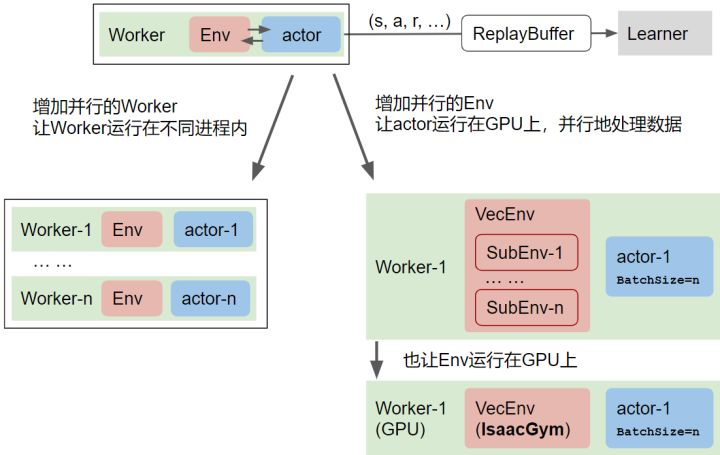 Worker Env actor (s, a, r, …) ReplayBuffer Learner
增加并行的Worker
让Worker运行在不同进程内
增加并行的Env
让actor运行在GPU上，并行地处理数据
Worker-1 Env actor-1
… …
Worker-n Env actor-n
VecEnv
SubEnv-1
Worker-1
… …
SubEnv-n
actor-1
BatchSize=n
也让Env运行在GPU上
Worker-1
(GPU)
VecEnv
(IsaacGym)
actor-1
BatchSize=n